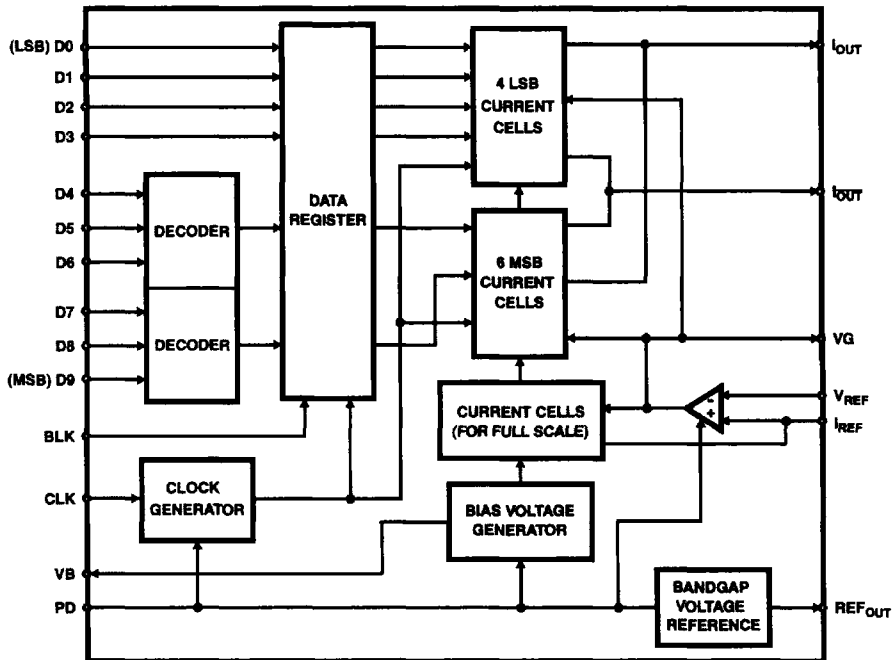 (LSB) D0
D1
D2
D3
D4
D5
D6
D7
D8
(MSB) D9
BLK
CLK
VB
PD
DECODER
DECODER
CLOCK
GENERATOR
DATA
REGISTER
4 LSB
CURRENT
CELLS
6 MSB
CURRENT
CELLS
CURRENT CELLS
(FOR FULL SCALE)
BIAS VOLTAGE
GENERATOR
-
+
BANDGAP
VOLTAGE
REFERENCE
IOUT
IOUT
VG
VREF
IREF
REFOUT